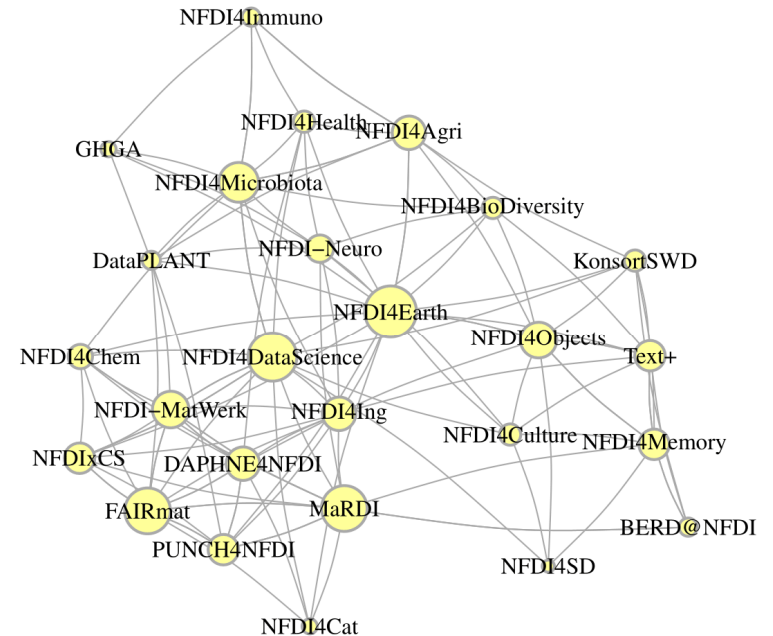 NFDI4Immuno
NFDI4Health
NFDI4Agri
GHGA
NFDI4Microbiota
NFDI4BioDiversity
NFDI–Neuro
DataPLANT
KonsortSWD
NFDI4Earth
NFDI4Objects
NFDI4Chem
NFDI4DataScience
Text+
NFDI–MatWerk
NFDI4Ing
NFDI4Culture
NFDI4Memory
NFDIxCS
DAPHNE4NFDI
FAIRmat
MaRDI
BERD@NFDI
PUNCH4NFDI
NFDI4SD
NFDI4Cat